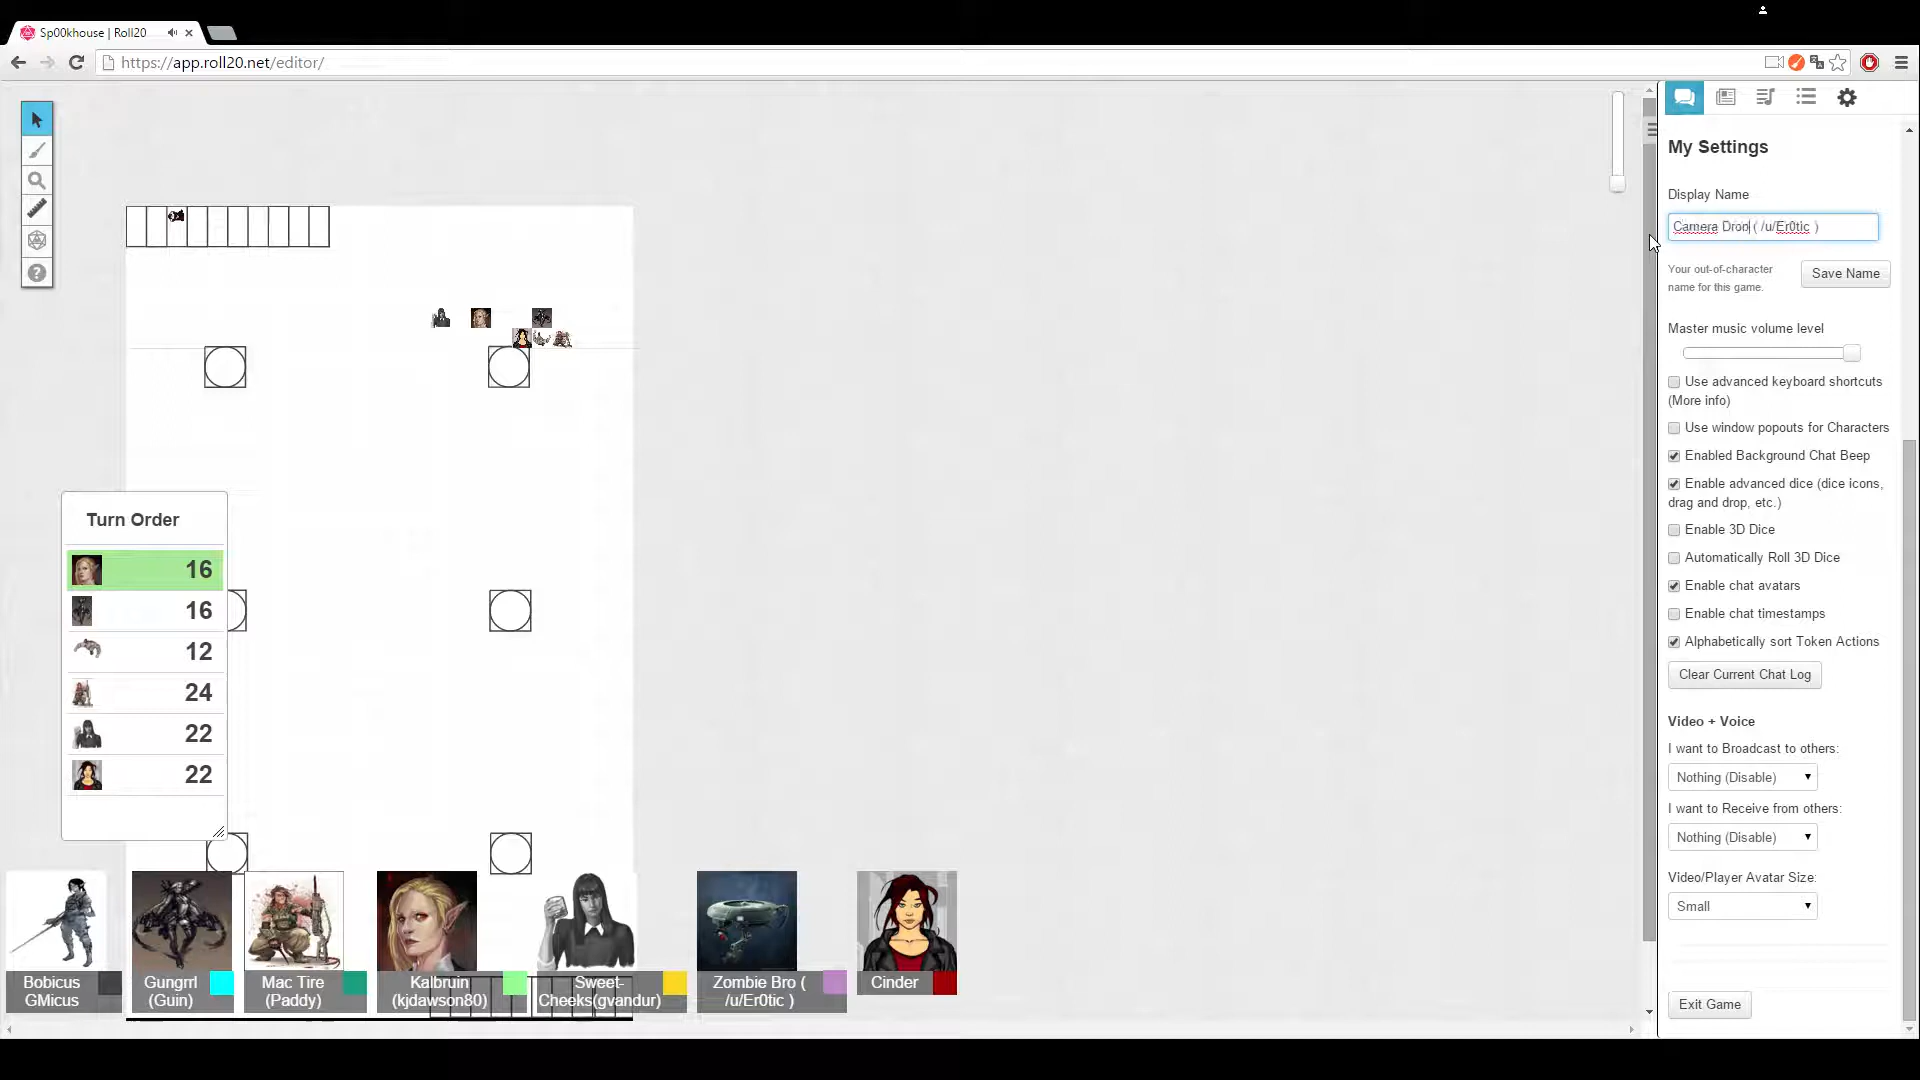 Sp00khouse | Roll20
https://app.roll20.net/editor/
My Settings
Display Name
Camera Dron ( /u/Er0tic )
Your out-of-character
name for this game.
Save Name
Master music volume level
Use advanced keyboard shortcuts
(More info)
Use window popouts for Characters
Enabled Background Chat Beep
Enable advanced dice (dice icons,
drag and drop, etc.)
Enable 3D Dice
Automatically Roll 3D Dice
Enable chat avatars
Enable chat timestamps
Alphabetically sort Token Actions
Clear Current Chat Log
Video + Voice
I want to Broadcast to others:
Nothing (Disable)
I want to Receive from others:
Nothing (Disable)
Video/Player Avatar Size:
Small
Exit Game
Turn Order
16
16
12
24
22
22
Bobicus
GMicus
Gungrrl
(Guin)
Mac Tire
(Paddy)
Kalbruin
(kjdawson80)
Sweet-
Cheeks(gvandur)
Zombie Bro (
/u/Er0tic )
Cinder